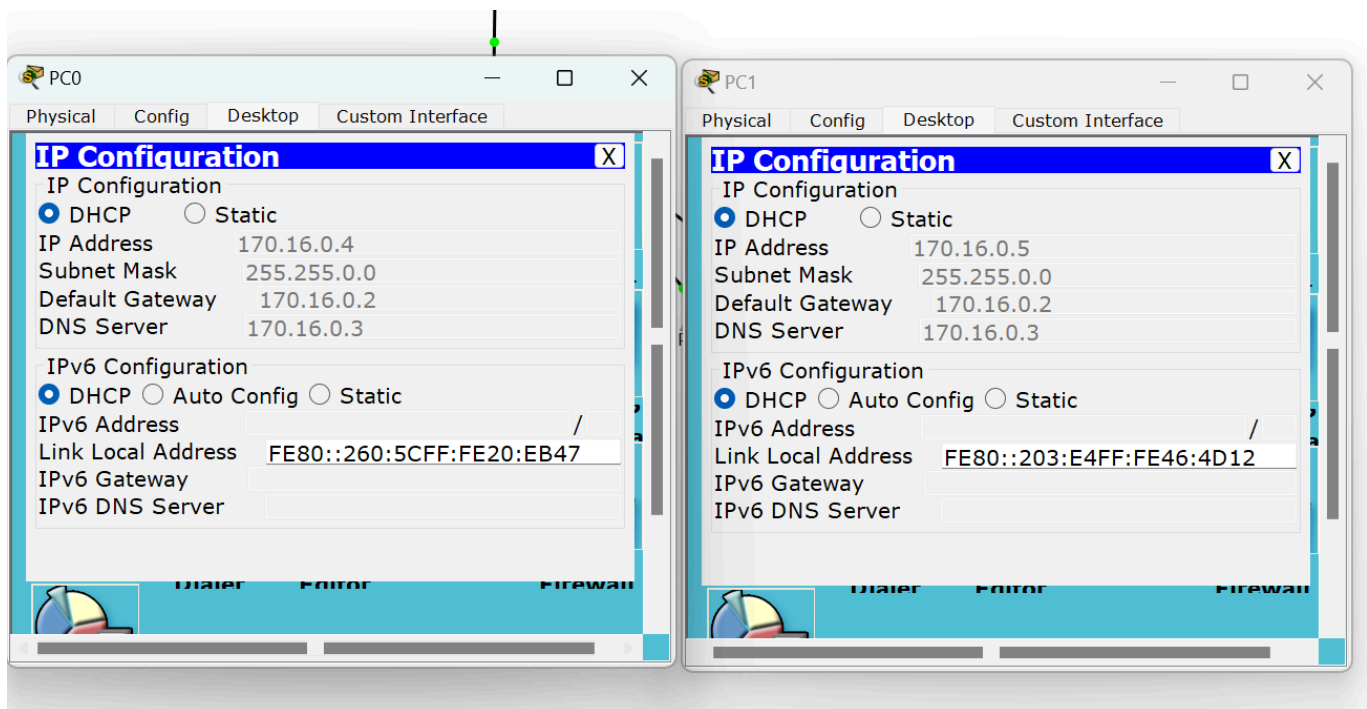 PC0
Physical Config Desktop Custom Interface
IP Configuration X
IP Configuration
DHCP Static
IP Address 170.16.0.4
Subnet Mask 255.255.0.0
Default Gateway 170.16.0.2
DNS Server 170.16.0.3
IPv6 Configuration
DHCP Auto Config Static
IPv6 Address /
Link Local Address FE80::260:5CFF:FE20:EB47
IPv6 Gateway
IPv6 DNS Server
Dialer Editor Firewall
PC1
Physical Config Desktop Custom Interface
IP Configuration X
IP Configuration
DHCP Static
IP Address 170.16.0.5
Subnet Mask 255.255.0.0
Default Gateway 170.16.0.2
DNS Server 170.16.0.3
IPv6 Configuration
DHCP Auto Config Static
IPv6 Address /
Link Local Address FE80::203:E4FF:FE46:4D12
IPv6 Gateway
IPv6 DNS Server
Dialer Editor Firewall